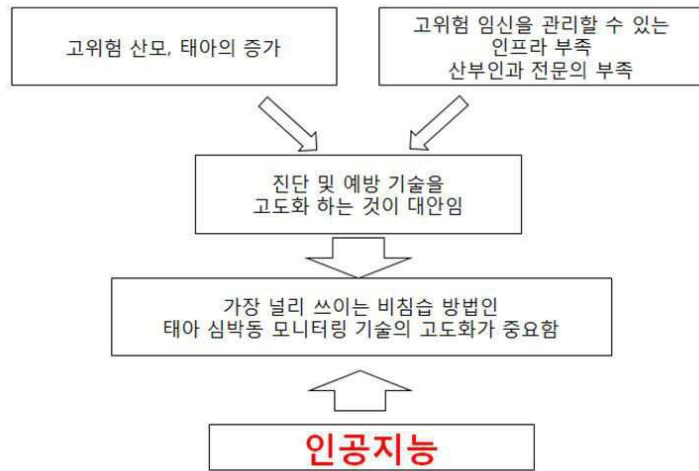 고위험 산모, 태아의 증가
고위험 임신을 관리할 수 있는
인프라 부족
산부인과 전문의 부족
진단 및 예방 기술을
고도화 하는 것이 대안임
가장 널리 쓰이는 비침습 방법인
태아 심박동 모니터링 기술의 고도화가 중요함
인공지능